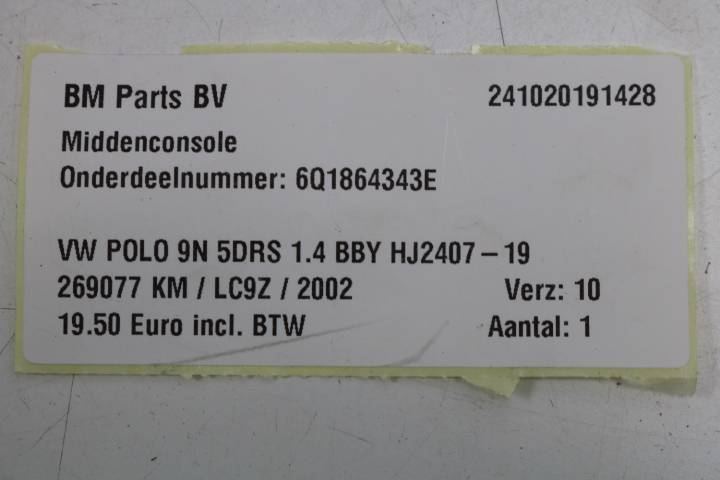 BM Parts BV 241020191428
Middenconsole
Onderdeelnummer: 6Q1864343E
VW POLO 9N 5DRS 1.4 BBY HJ2407-19
269077 KM / LC9Z / 2002 Verz: 10
19.50 Euro incl. BTW Aantal: 1